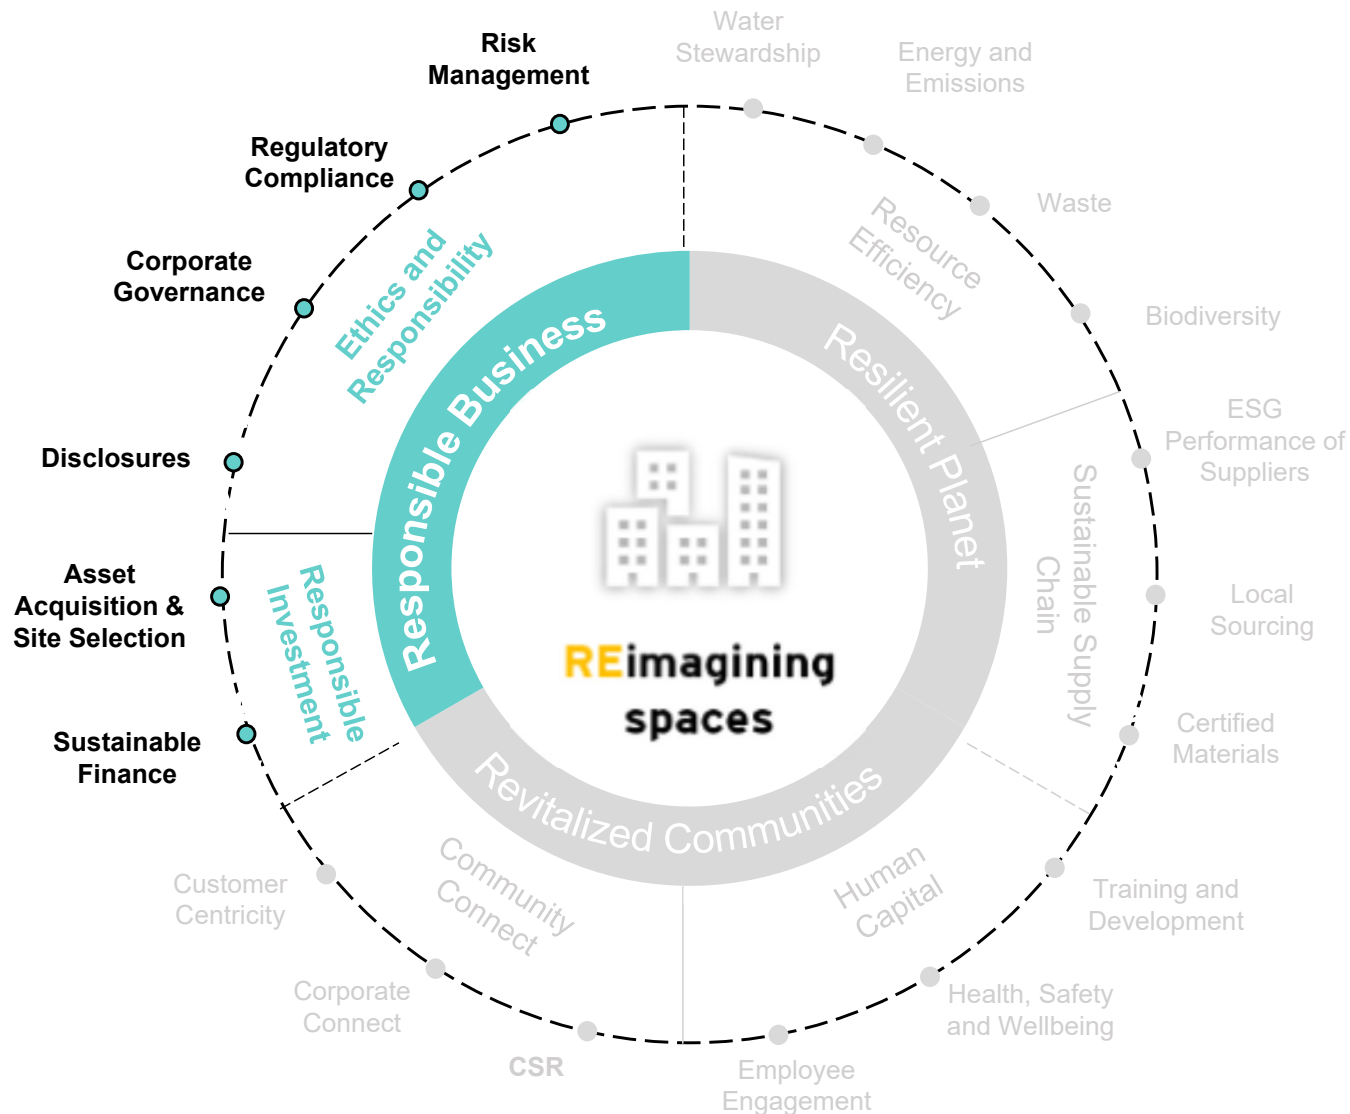 Water
Stewardship
Energy and
Emissions
Risk
Management
Regulatory
Compliance
Waste
Resource
Efficiency
Corporate
Governance
Ethics and
Responsibility
Biodiversity
Responsible Business
Resilient Planet
ESG
Performance of
Suppliers
Disclosures
Sustainable Supply
Chain
Asset
Acquisition &
Site Selection
Responsible
Investment
Local
Sourcing
REimagining
spaces
Sustainable
Finance
Certified
Materials
Revitalized Communities
Community
Connect
Human
Capital
Customer
Centricity
Training and
Development
Corporate
Connect
Health, Safety
and Wellbeing
CSR
Employee
Engagement